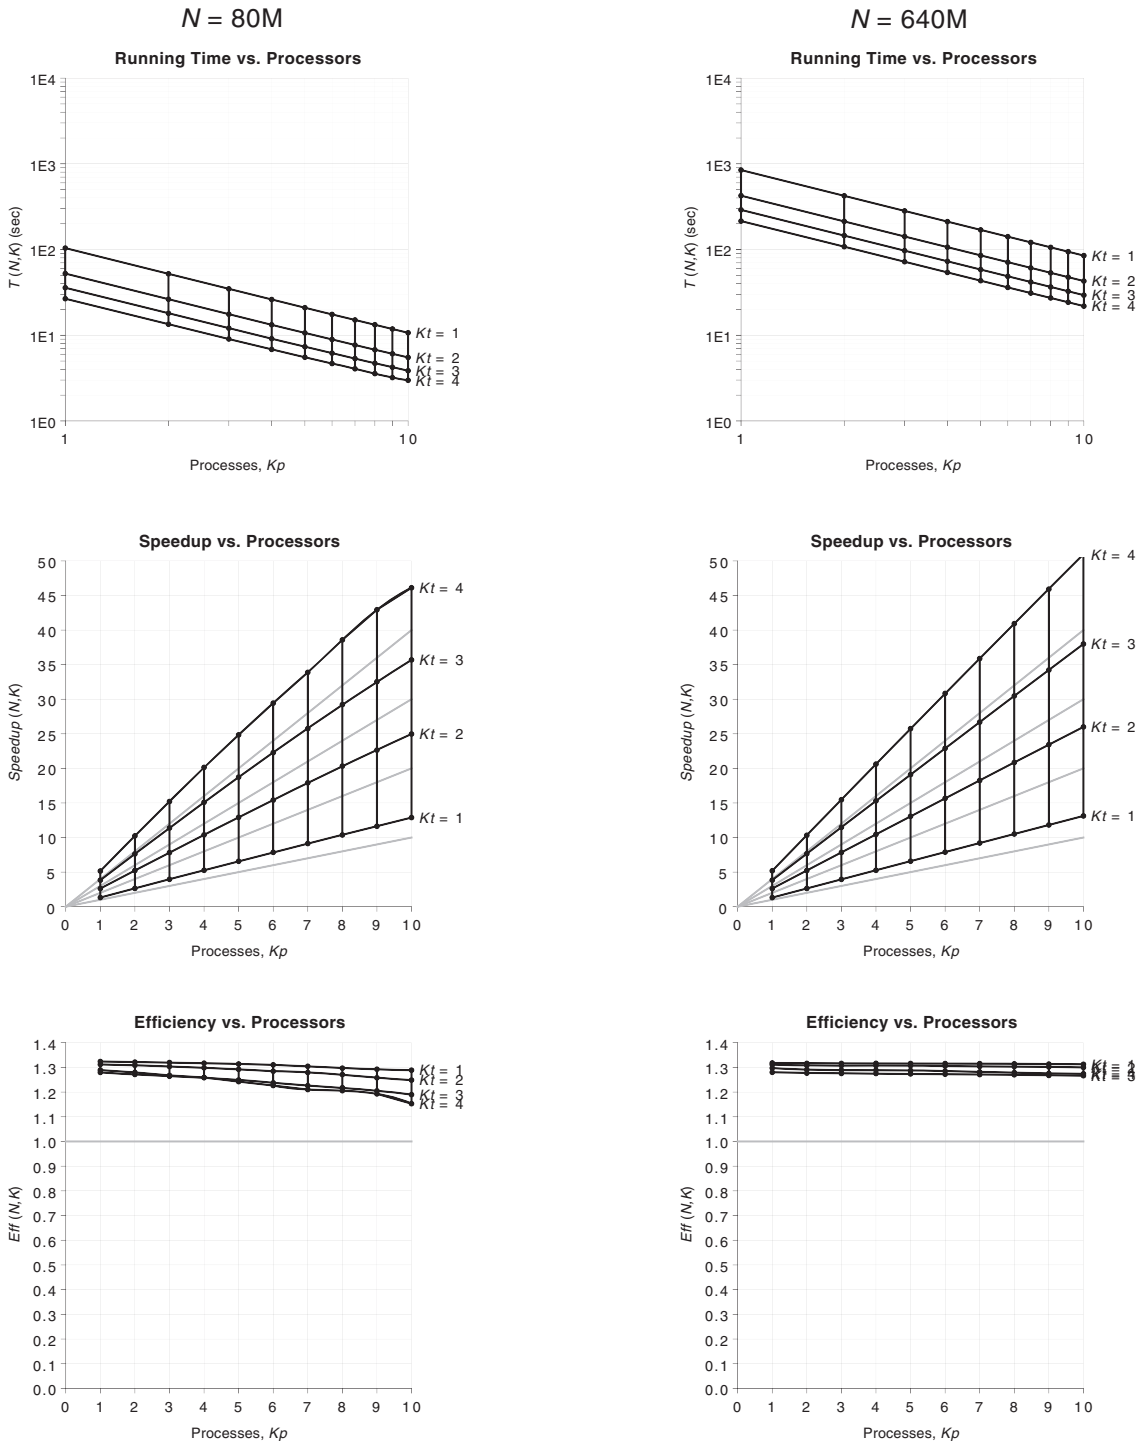 N = 80M
Running Time vs. Processors
1E4
1E3
1E2
1E1
1E0
T (N,K) (sec)
Kt = 1
Kt = 2
Kt = 3
Kt = 4
1 10
Processes, Kp
N = 640M
Running Time vs. Processors
1E4
1E3
1E2
1E1
1E0
T (N,K) (sec)
Kt = 1
Kt = 2
Kt = 3
Kt = 4
1 10
Processes, Kp
Speedup vs. Processors
50
45
40
35
30
25
20
15
10
5
0
Speedup (N,K)
Kt = 4
Kt = 3
Kt = 2
Kt = 1
0 1 2 3 4 5 6 7 8 9 10
Processes, Kp
Speedup vs. Processors
50
45
40
35
30
25
20
15
10
5
0
Speedup (N,K)
Kt = 4
Kt = 3
Kt = 2
Kt = 1
0 1 2 3 4 5 6 7 8 9 10
Processes, Kp
Efficiency vs. Processors
1.4
1.3
1.2
1.1
1.0
0.9
0.8
0.7
0.6
0.5
0.4
0.3
0.2
0.1
0.0
Eff (N,K)
Kt = 1
Kt = 2
Kt = 3
Kt = 4
0 1 2 3 4 5 6 7 8 9 10
Processes, Kp
Efficiency vs. Processors
1.4
1.3
1.2
1.1
1.0
0.9
0.8
0.7
0.6
0.5
0.4
0.3
0.2
0.1
0.0
Eff (N,K)
0 1 2 3 4 5 6 7 8 9 10
Processes, Kp